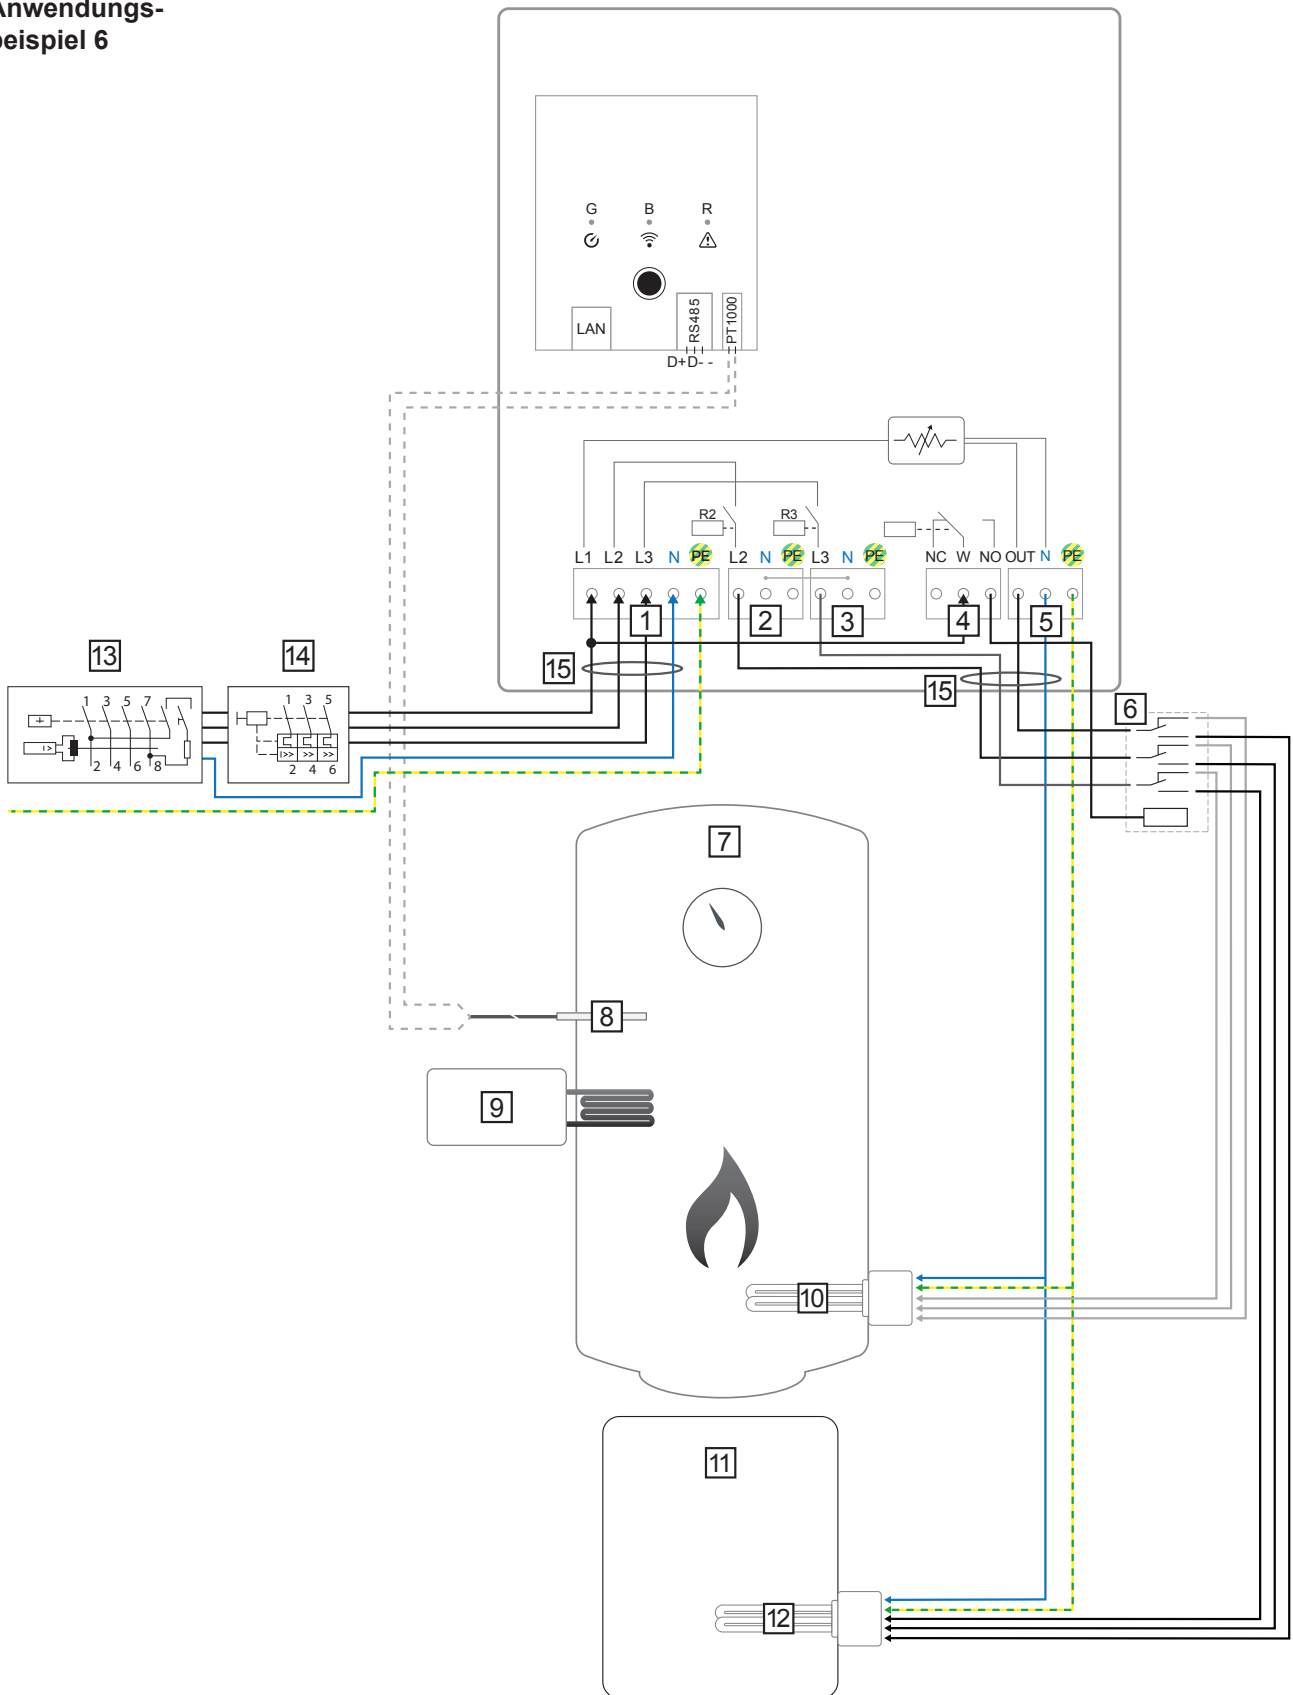 Anwendungs-
beispiel 6
G B R
LAN
RS485
PT1000
D+D- -
R2 R3
L1 L2 L3 N PE L2 N PE L3 N PE NC W NO OUT N PE
1 2 3 4 5
13 14
15
15
6
1 3 5 7
2 4 6 8
I>
1 3 5
I>> >> >>
2 4 6
7
8
9
10
11
12